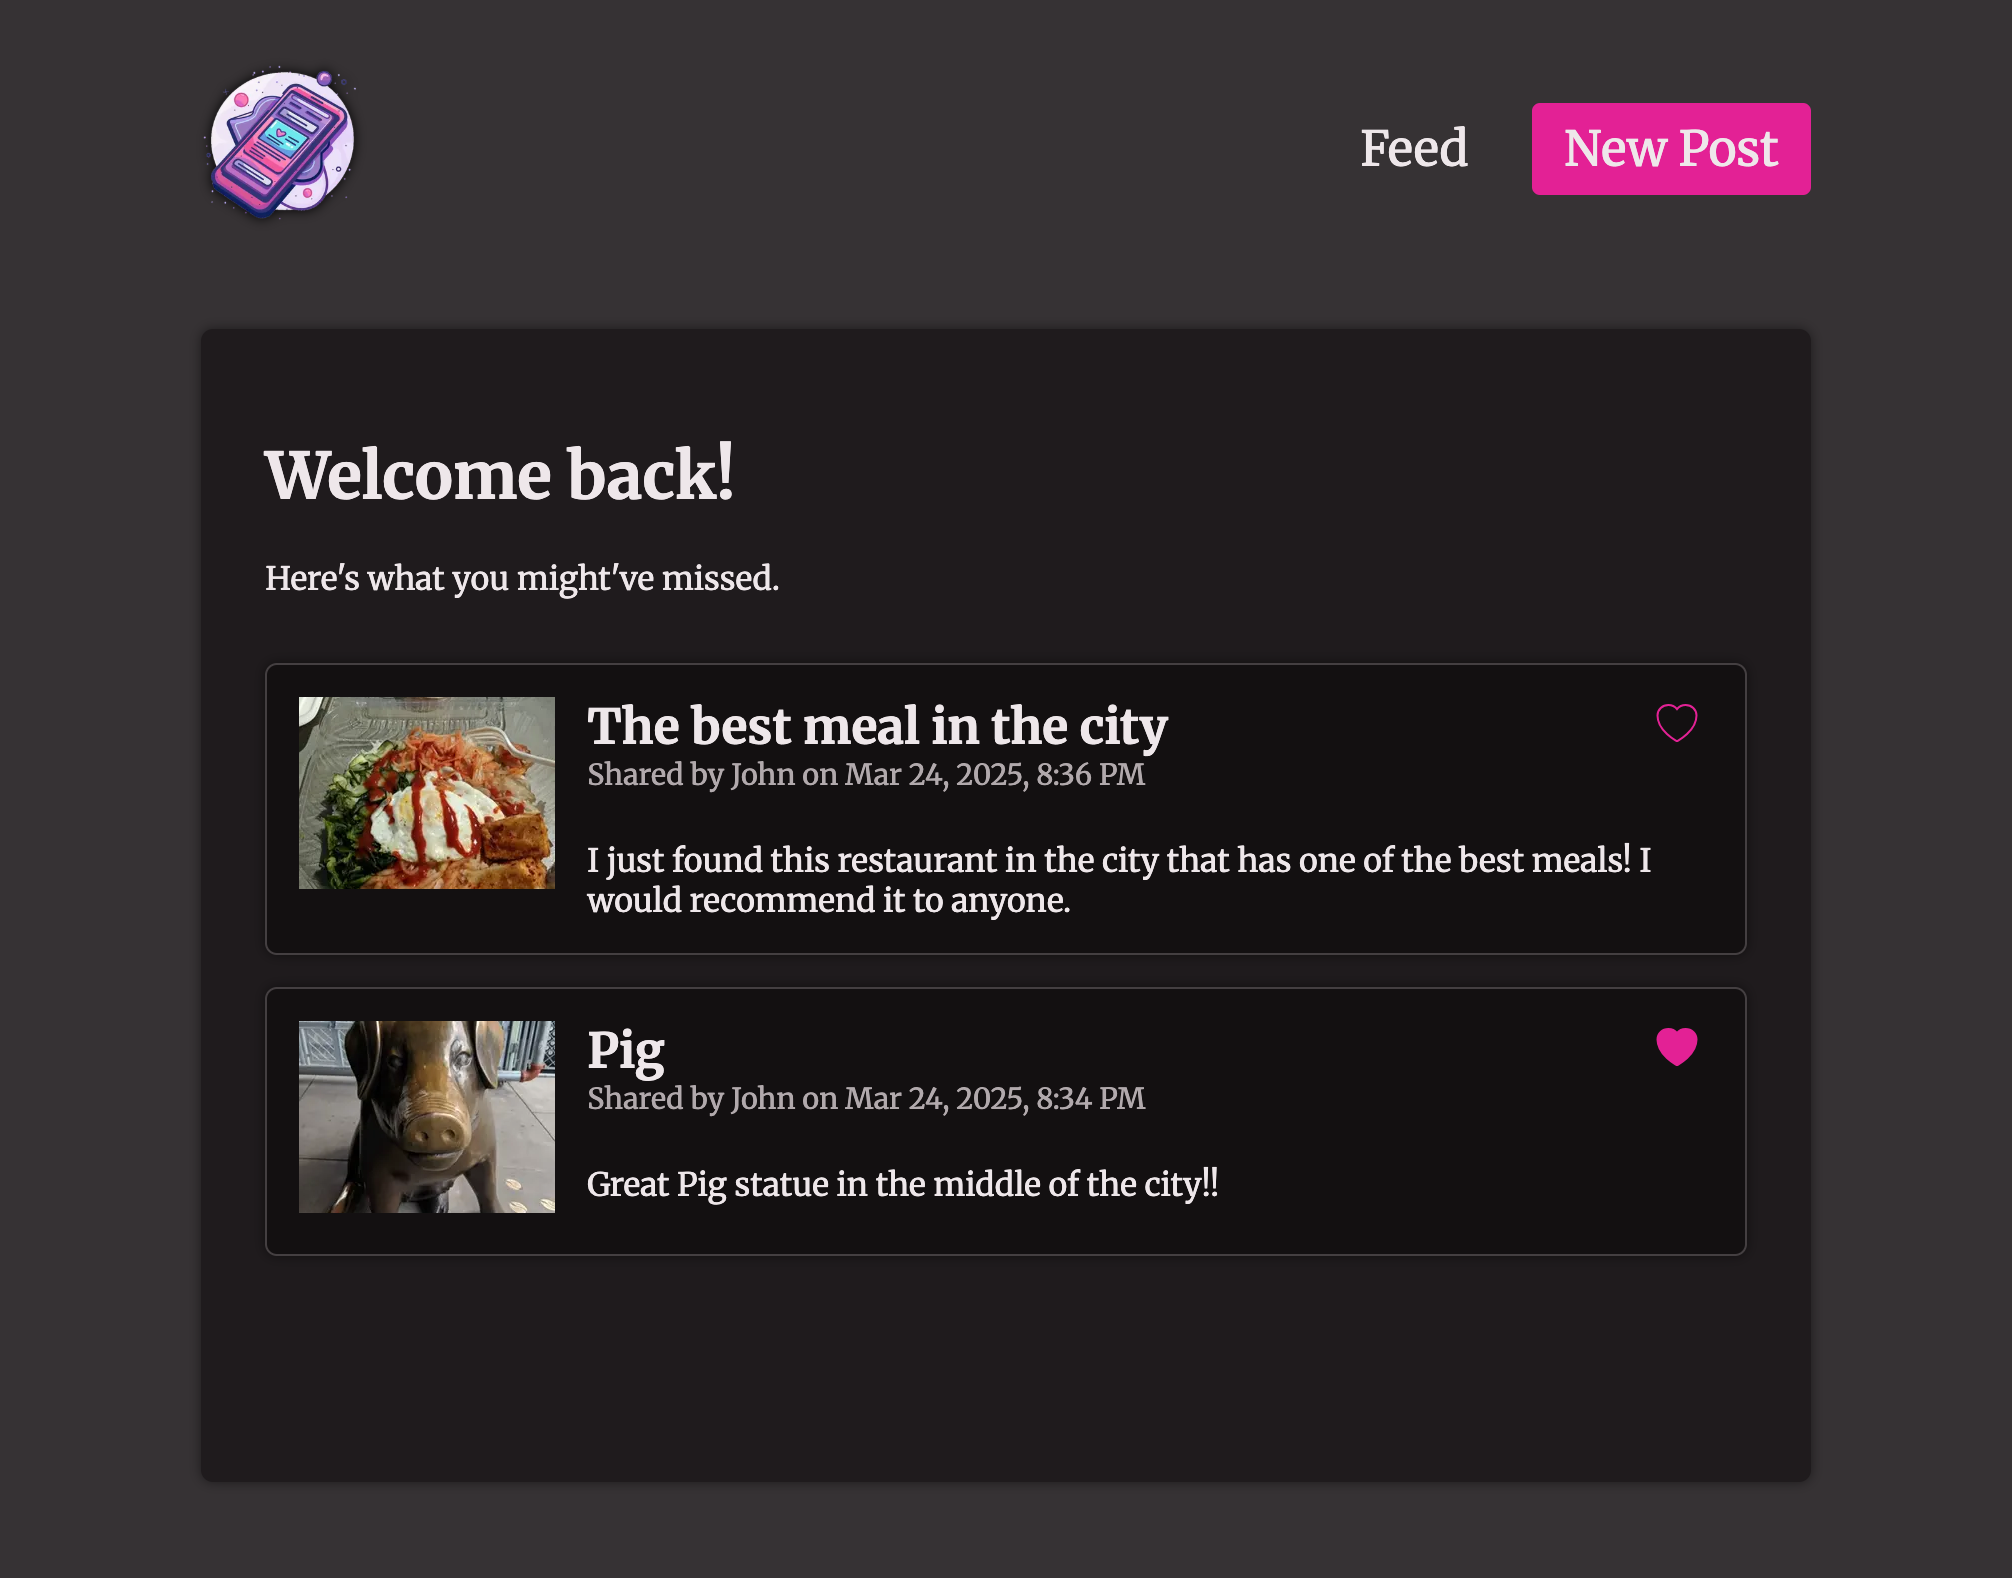 Feed
New Post
Welcome back!
Here's what you might've missed.
The best meal in the city
Shared by John on Mar 24, 2025, 8:36 PM
I just found this restaurant in the city that has one of the best meals! I
would recommend it to anyone.
Pig
Shared by John on Mar 24, 2025, 8:34 PM
Great Pig statue in the middle of the city!!